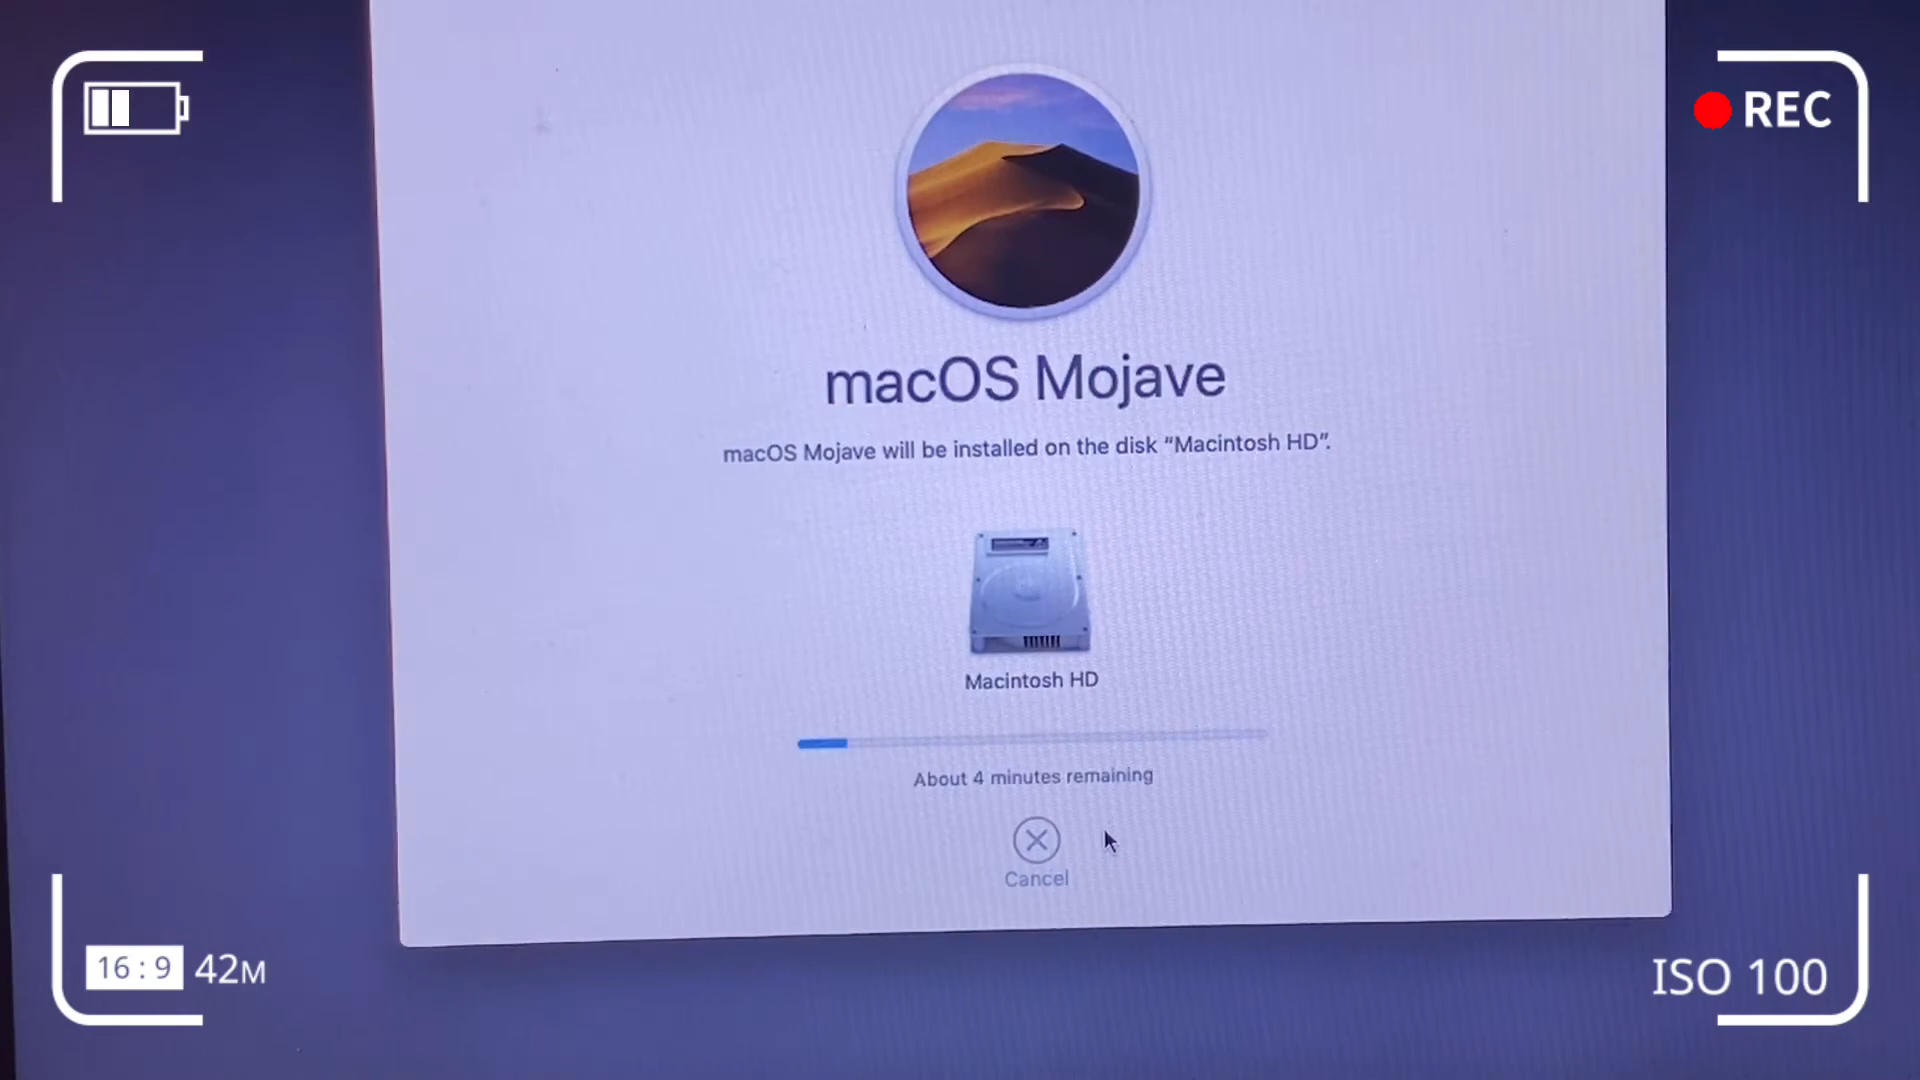 REC
macOS Mojave
macOS Mojave will be installed on the disk “Macintosh HD”.
Macintosh HD
About 4 minutes remaining
Cancel
16:9 42M
ISO 100